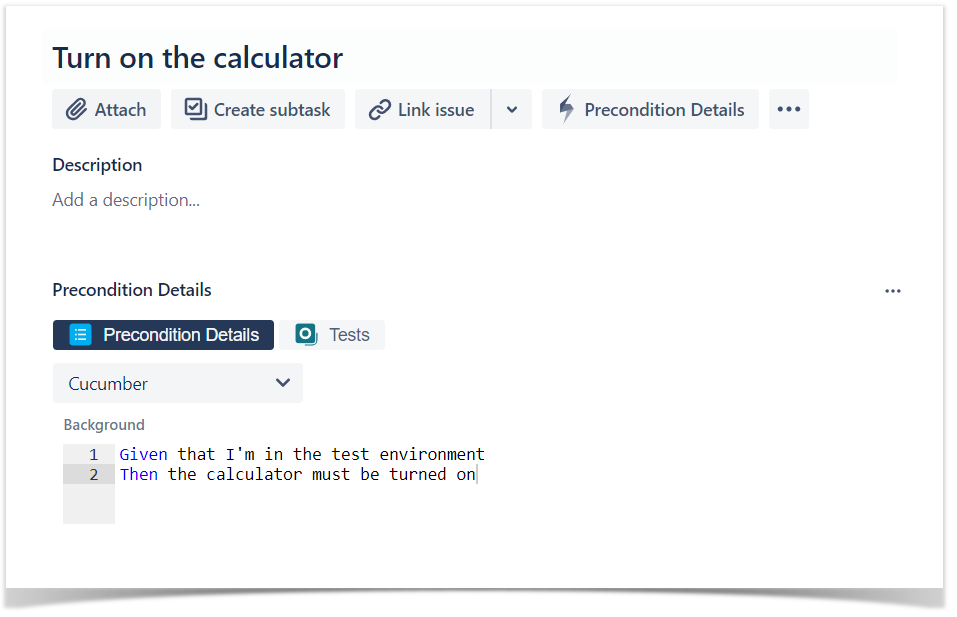 Turn on the calculator
Attach Create subtask Link issue Precondition Details •••
Description
Add a description...
Precondition Details •••
Precondition Details Tests
Cucumber
Background
1 Given that I'm in the test environment
2 Then the calculator must be turned on